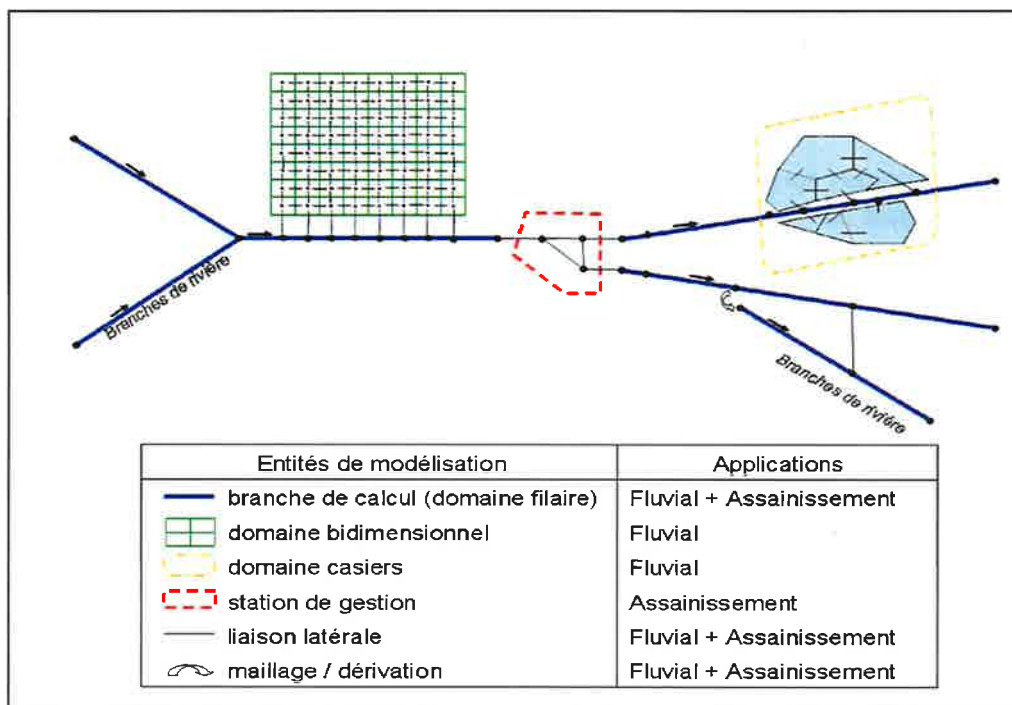 Branches de rivière
Branches de rivière
Entités de modélisation Applications
branche de calcul (domaine filaire) Fluvial + Assainissement
domaine bidimensionnel Fluvial
domaine casiers Fluvial
station de gestion Assainissement
liaison latérale Fluvial + Assainissement
maillage / dérivation Fluvial + Assainissement